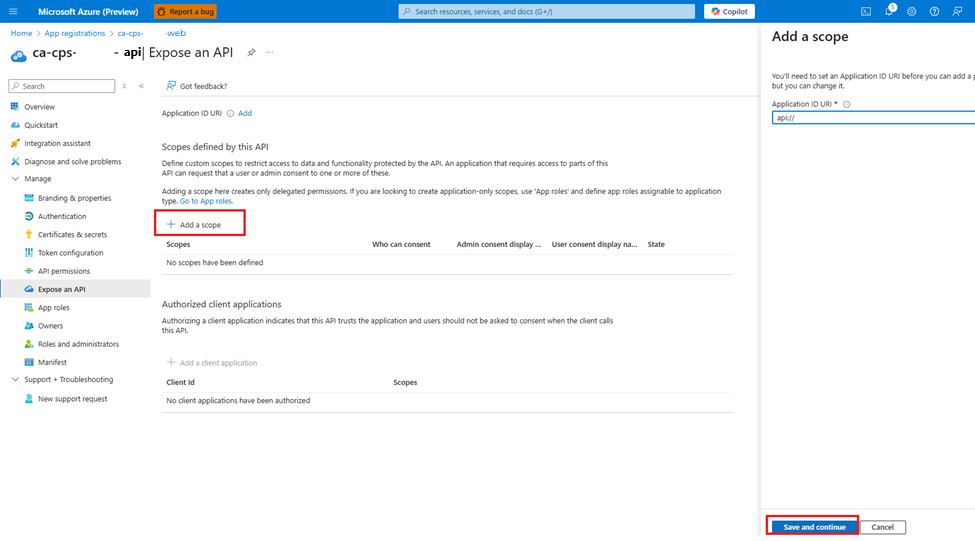 Microsoft Azure (Preview)
Report a bug
Search resources, services, and docs (G+/)
Copilot
1
Home > App registrations > ca-cps- -web
ca-cps- - api| Expose an API
Search
Got feedback?
Overview
Quickstart
Integration assistant
Diagnose and solve problems
Manage
Branding & properties
Authentication
Certificates & secrets
Token configuration
API permissions
Expose an API
App roles
Owners
Roles and administrators
Manifest
Support + Troubleshooting
New support request
Application ID URI Add
Scopes defined by this API
Define custom scopes to restrict access to data and functionality protected by the API. An application that requires access to parts of this
API can request that a user or admin consent to one or more of these.
Adding a scope here creates only delegated permissions. If you are looking to create application-only scopes, use 'App roles' and define app roles assignable to application
type. Go to App roles.
Add a scope
Scopes Who can consent Admin consent display ... User consent display na... State
No scopes have been defined
Authorized client applications
Authorizing a client application indicates that this API trusts the application and users should not be asked to consent when the client calls
this API.
Add a client application
Client Id Scopes
No client applications have been authorized
Add a scope
You'll need to set an Application ID URI before you can add a p
but you can change it.
Application ID URI *
api://
Save and continue Cancel